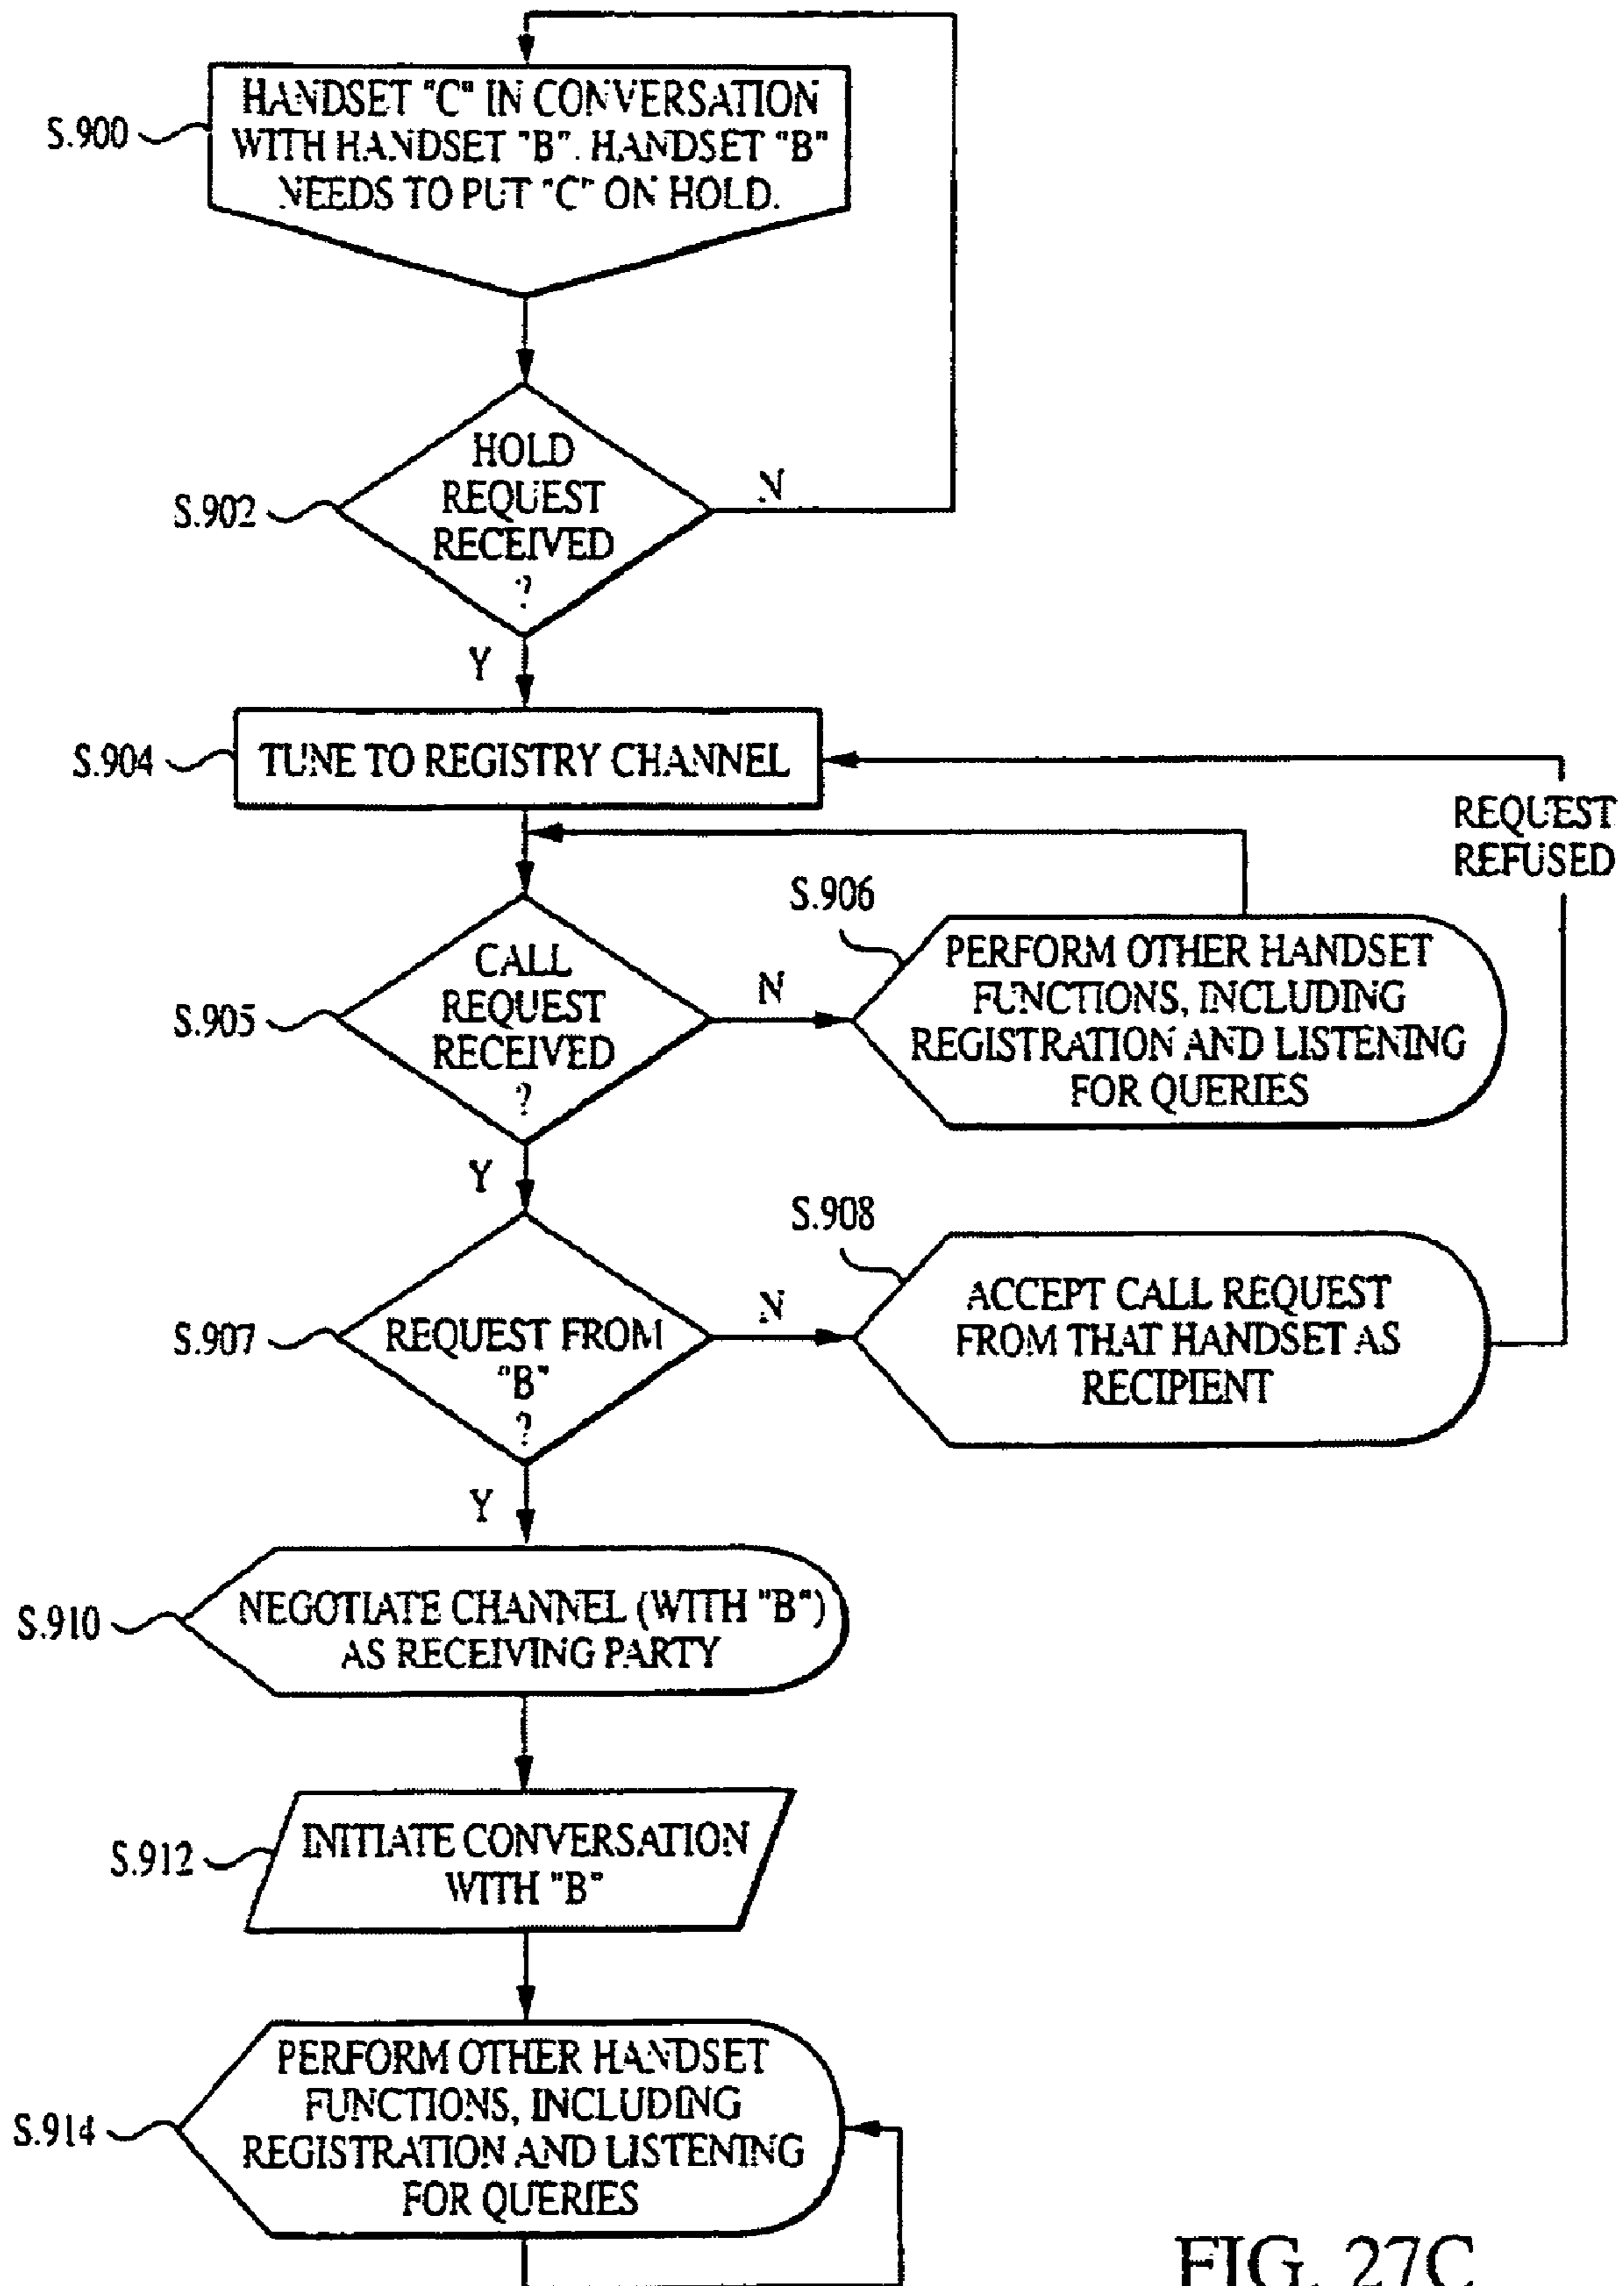 HANDSET "C" IN CONVERSATION
WITH HANDSET "B". HANDSET "B"
NEEDS TO PUT "C" ON HOLD.
S.900
HOLD
REQUEST
RECEIVED
?
S.902
N
Y
S.904
TUNE TO REGISTRY CHANNEL
REQUEST
REFUSED
S.905
CALL
REQUEST
RECEIVED
?
N
S.906
PERFORM OTHER HANDSET
FUNCTIONS, INCLUDING
REGISTRATION AND LISTENING
FOR QUERIES
Y
S.907
REQUEST FROM
"B"
?
N
S.908
ACCEPT CALL REQUEST
FROM THAT HANDSET AS
RECIPIENT
Y
S.910
NEGOTIATE CHANNEL (WITH "B")
AS RECEIVING PARTY
S.912
INITIATE CONVERSATION
WITH "B"
S.914
PERFORM OTHER HANDSET
FUNCTIONS, INCLUDING
REGISTRATION AND LISTENING
FOR QUERIES
FIG. 27C